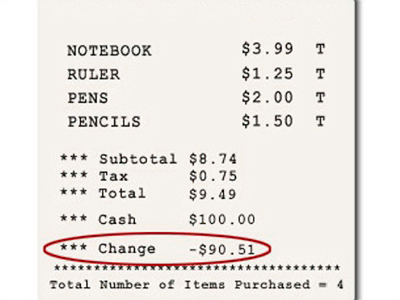 NOTEBOOK $3.99 T
RULER $1.25 T
PENS $2.00 T
PENCILS $1.50 T
*** Subtotal $8.74
*** Tax $0.75
*** Total $9.49
*** Cash $100.00
*** Change -$90.51
**************************************
Total Number of Items Purchased = 4